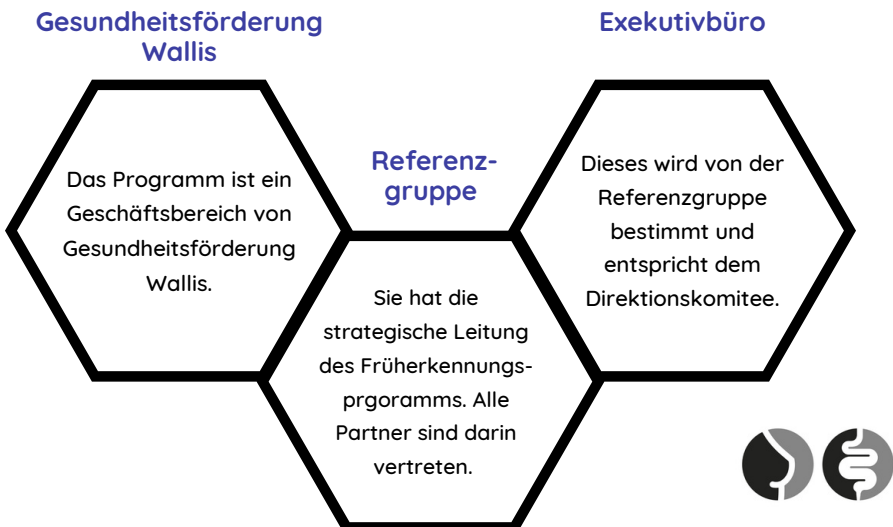 Gesundheitsförderung
Wallis
Das Programm ist ein
Geschäftsbereich von
Gesundheitsförderung
Wallis.
Referenz-
gruppe
Sie hat die
strategische Leitung
des Früherkennungs-
prgoramms. Alle
Partner sind darin
vertreten.
Exekutivbüro
Dieses wird von der
Referenzgruppe
bestimmt und
entspricht dem
Direktionskomitee.